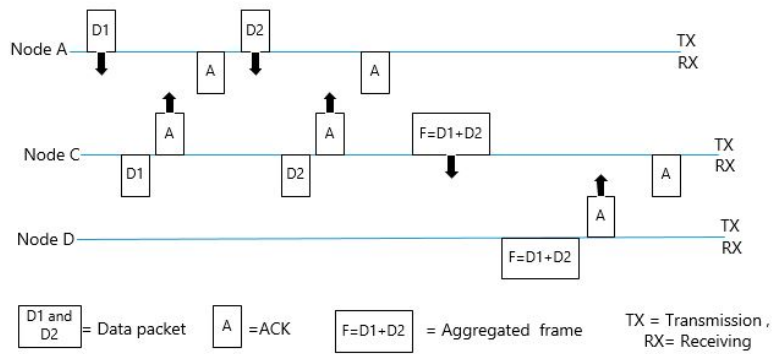 D1
D2
Node A
TX
RX
A
A
A
A
F=D1+D2
Node C
TX
RX
D1
D2
A
A
Node D
TX
RX
F=D1+D2
D1 and
D2
= Data packet
A
=ACK
F=D1+D2
= Aggregated frame
TX = Transmission ,
RX= Receiving